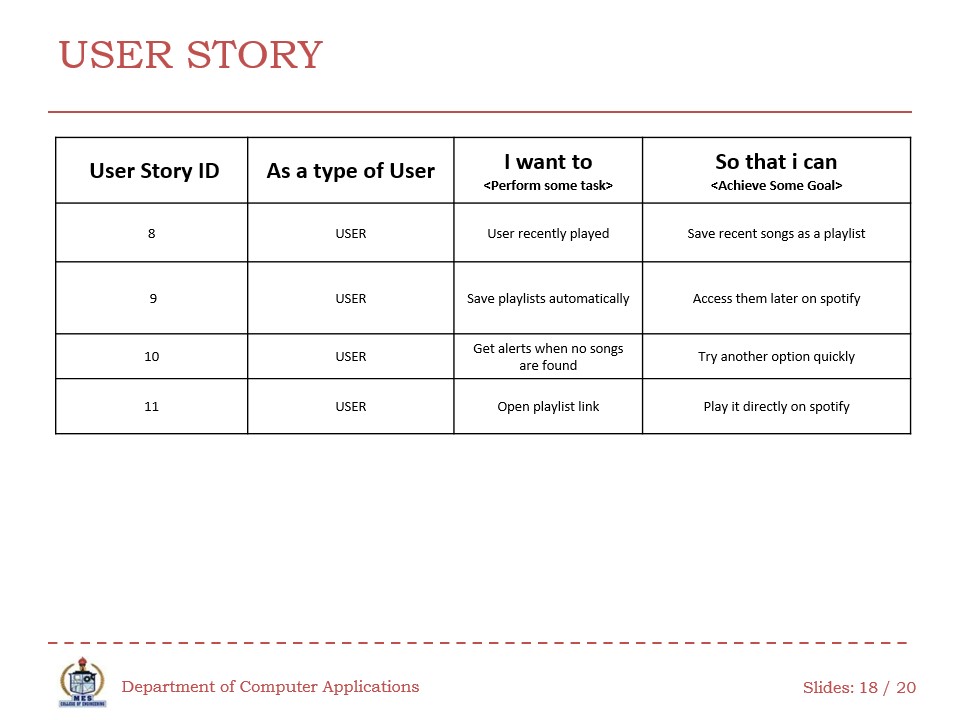 USER STORY
User Story ID
As a type of User
I want to
<Perform some task>
So that i can
<Achieve Some Goal>
8
USER
User recently played
Save recent songs as a playlist
9
USER
Save playlists automatically
Access them later on spotify
10
USER
Get alerts when no songs
are found
Try another option quickly
11
USER
Open playlist link
Play it directly on spotify
MES
COLLEGE OF ENGINEERING
Department of Computer Applications
Slides: 18 / 20